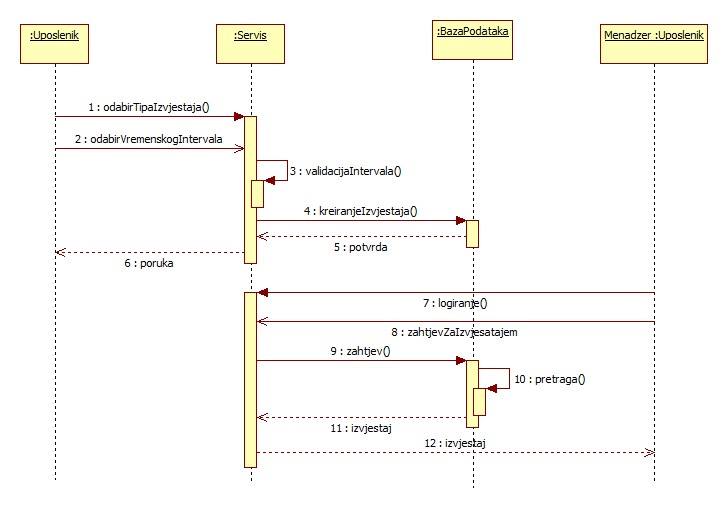 :Uposlenik
:Servis
:BazaPodataka
Menadzer :Uposlenik
1 : odabirTipaIzvjestaja()
2 : odabirVremenskogIntervala
3 : validacijaIntervala()
4 : kreiranjeIzvjestaja()
5 : potvrda
6 : poruka
7 : logiranje()
8 : zahtjevZaIzvjesatajem
9 : zahtjev()
10 : pretraga()
11 : izvjestaj
12 : izvjestaj